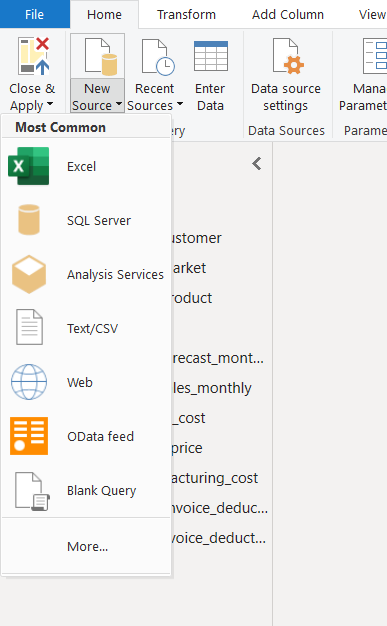 File Home Transform Add Column View
Close & New Recent Enter Data source Mana
Apply Source Sources Data settings Paramet
ery Data Sources Parame
Most Common
Excel
SQL Server
ustomer
Analysis Services
arket
roduct
Text/CSV
recast_mont...
Web
les_monthly
_cost
OData feed
price
acturing_cost
Blank Query
nvoice_deduc...
voice_deduct...
More...